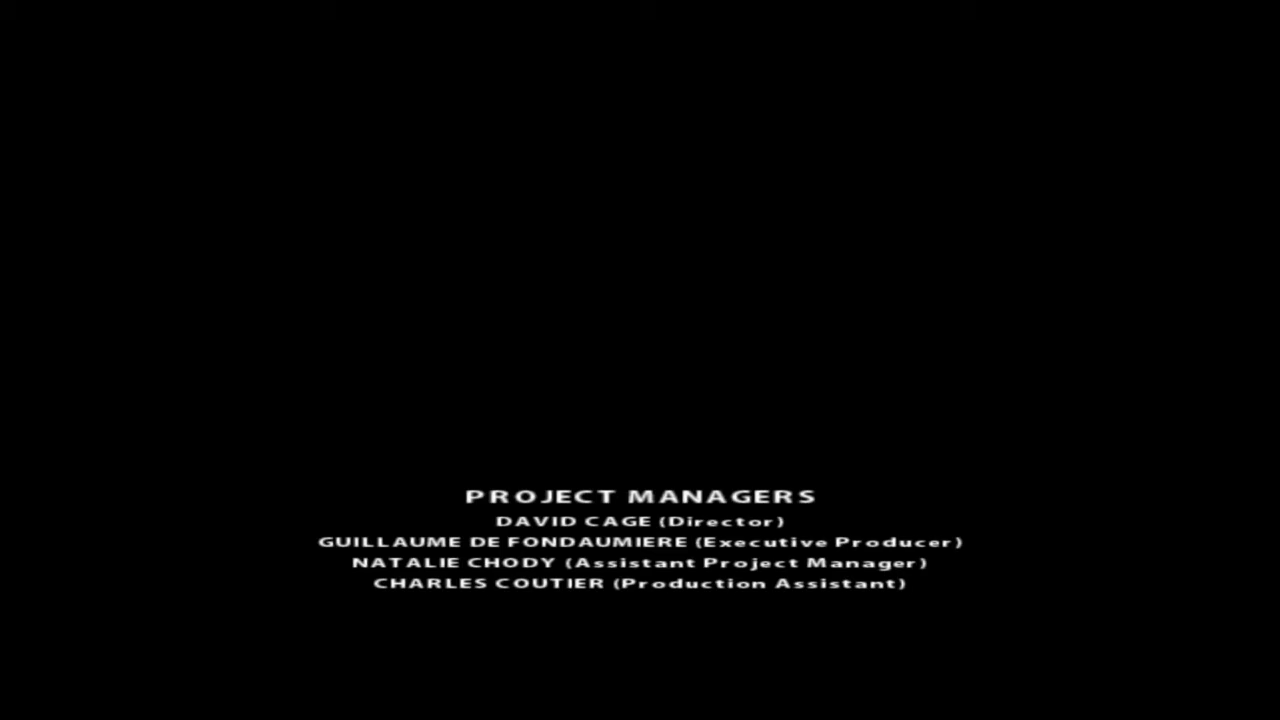 PROJECT MANAGERS
DAVID CAGE (Director)
GUILLAUME DE FONDAUMIERE (Executive Producer)
NATALIE CHODY (Assistant Project Manager)
CHARLES COUTIER (Production Assistant)